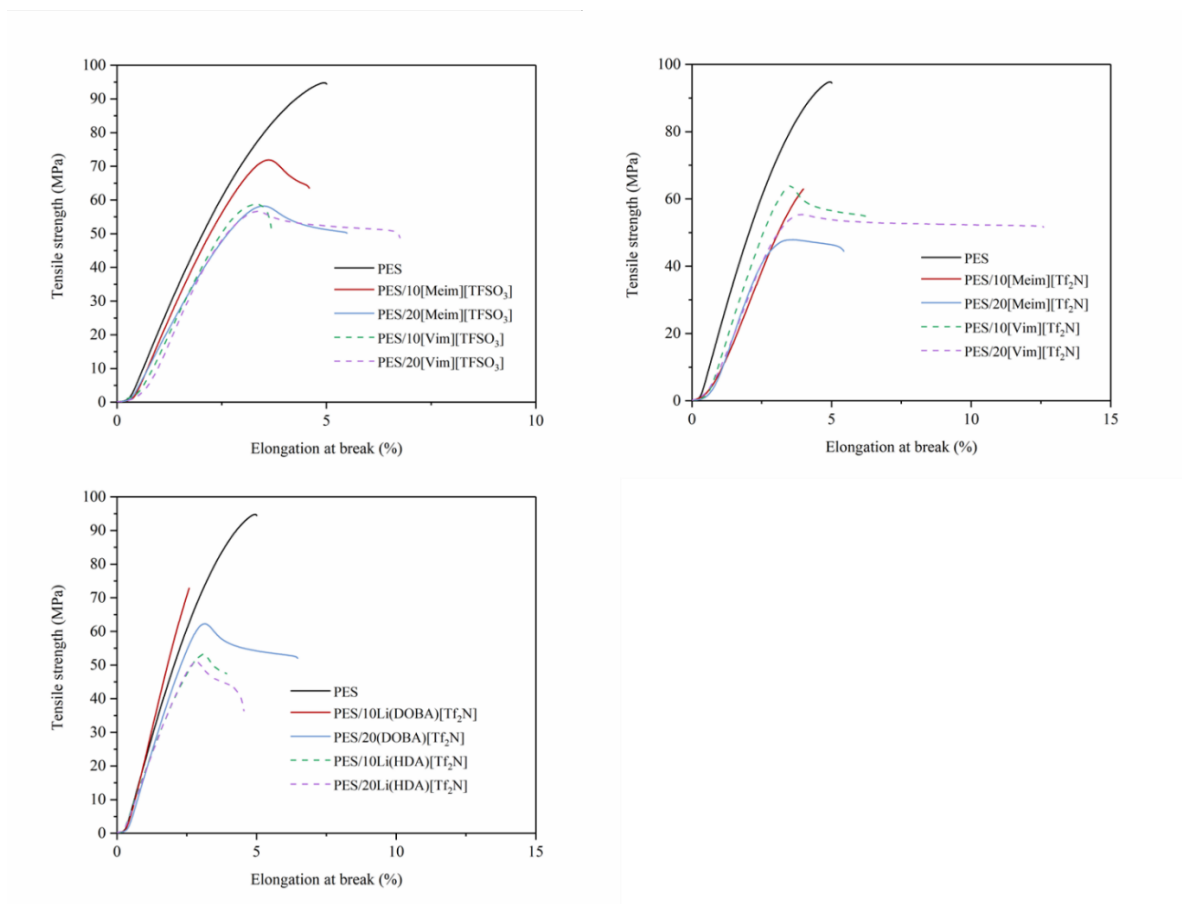 100
90
80
70
60
50
40
30
20
10
0
Tensile strength (MPa)
PES
PES/10[Meim][TFSO₃]
PES/20[Meim][TFSO₃]
PES/10[Vim][TFSO₃]
PES/20[Vim][TFSO₃]
0 5 10
Elongation at break (%)
100
80
60
40
20
0
Tensile strength (MPa)
PES
PES/10[Meim][Tf₂N]
PES/20[Meim][Tf₂N]
PES/10[Vim][Tf₂N]
PES/20[Vim][Tf₂N]
0 5 10 15
Elongation at break (%)
100
90
80
70
60
50
40
30
20
10
0
Tensile strength (MPa)
PES
PES/10Li(DOBA)[Tf₂N]
PES/20(DOBA)[Tf₂N]
PES/10Li(HDA)[Tf₂N]
PES/20Li(HDA)[Tf₂N]
0 5 10 15
Elongation at break (%)